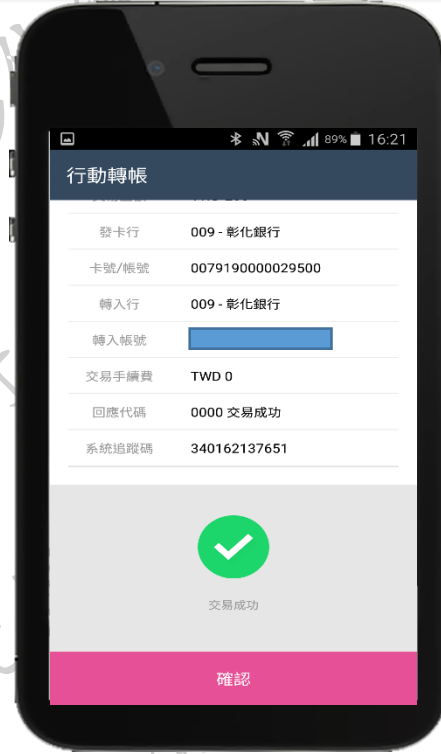 89% 16:21
行動轉帳
發卡行 009 - 彰化銀行
卡號/帳號 0079190000029500
轉入行 009 - 彰化銀行
轉入帳號
交易手續費 TWD 0
回應代碼 0000 交易成功
系統追蹤碼 340162137651
交易成功
確認